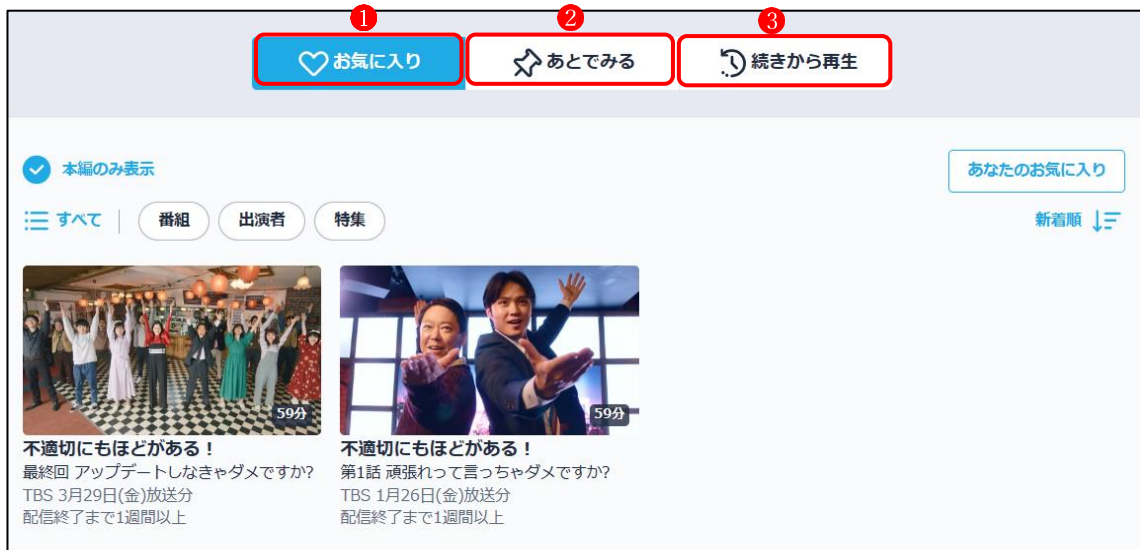 1 2 3
お気に入り あとでみる 続きから再生
本編のみ表示 あなたのお気に入り
すべて 番組 出演者 特集 新着順
59分 59分
不適切にもほどがある! 不適切にもほどがある!
最終回 アップデートしなきゃダメですか? 第1話 頑張れって言っちゃダメですか?
TBS 3月29日(金)放送分 TBS 1月26日(金)放送分
配信終了まで1週間以上 配信終了まで1週間以上